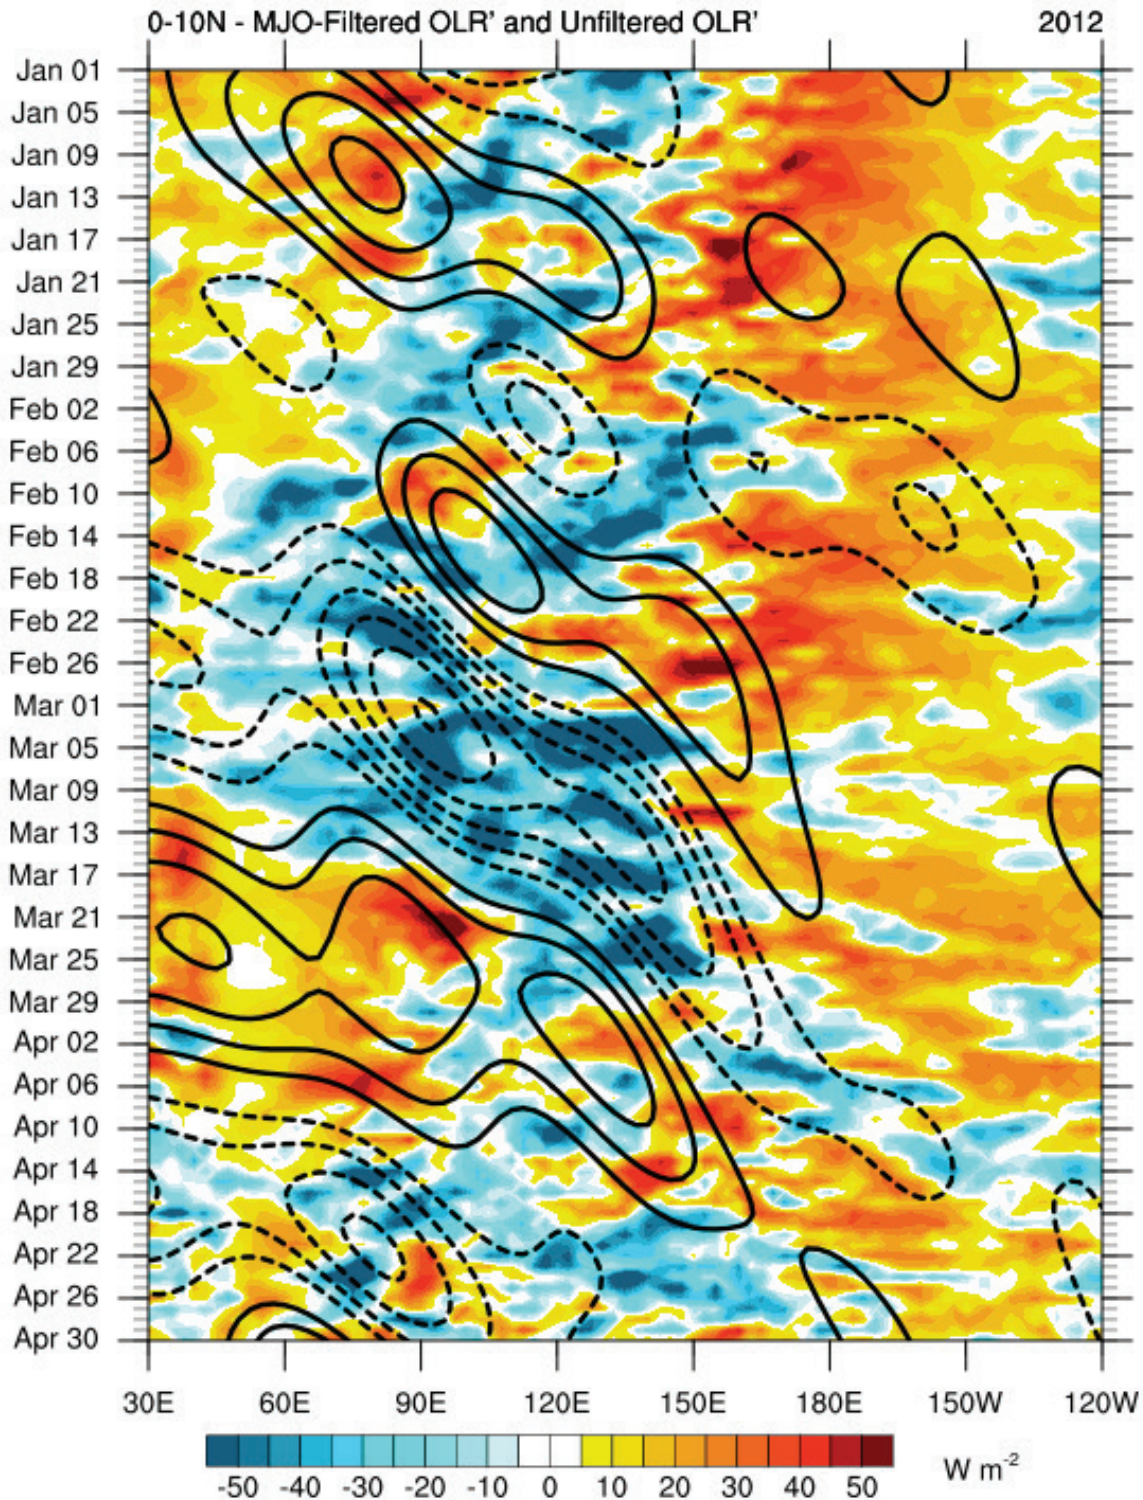 0-10N - MJO-Filtered OLR' and Unfiltered OLR' 2012
Jan 01
Jan 05
Jan 09
Jan 13
Jan 17
Jan 21
Jan 25
Jan 29
Feb 02
Feb 06
Feb 10
Feb 14
Feb 18
Feb 22
Feb 26
Mar 01
Mar 05
Mar 09
Mar 13
Mar 17
Mar 21
Mar 25
Mar 29
Apr 02
Apr 06
Apr 10
Apr 14
Apr 18
Apr 22
Apr 26
Apr 30
30E 60E 90E 120E 150E 180E 150W 120W
-50 -40 -30 -20 -10 0 10 20 30 40 50 W m⁻²